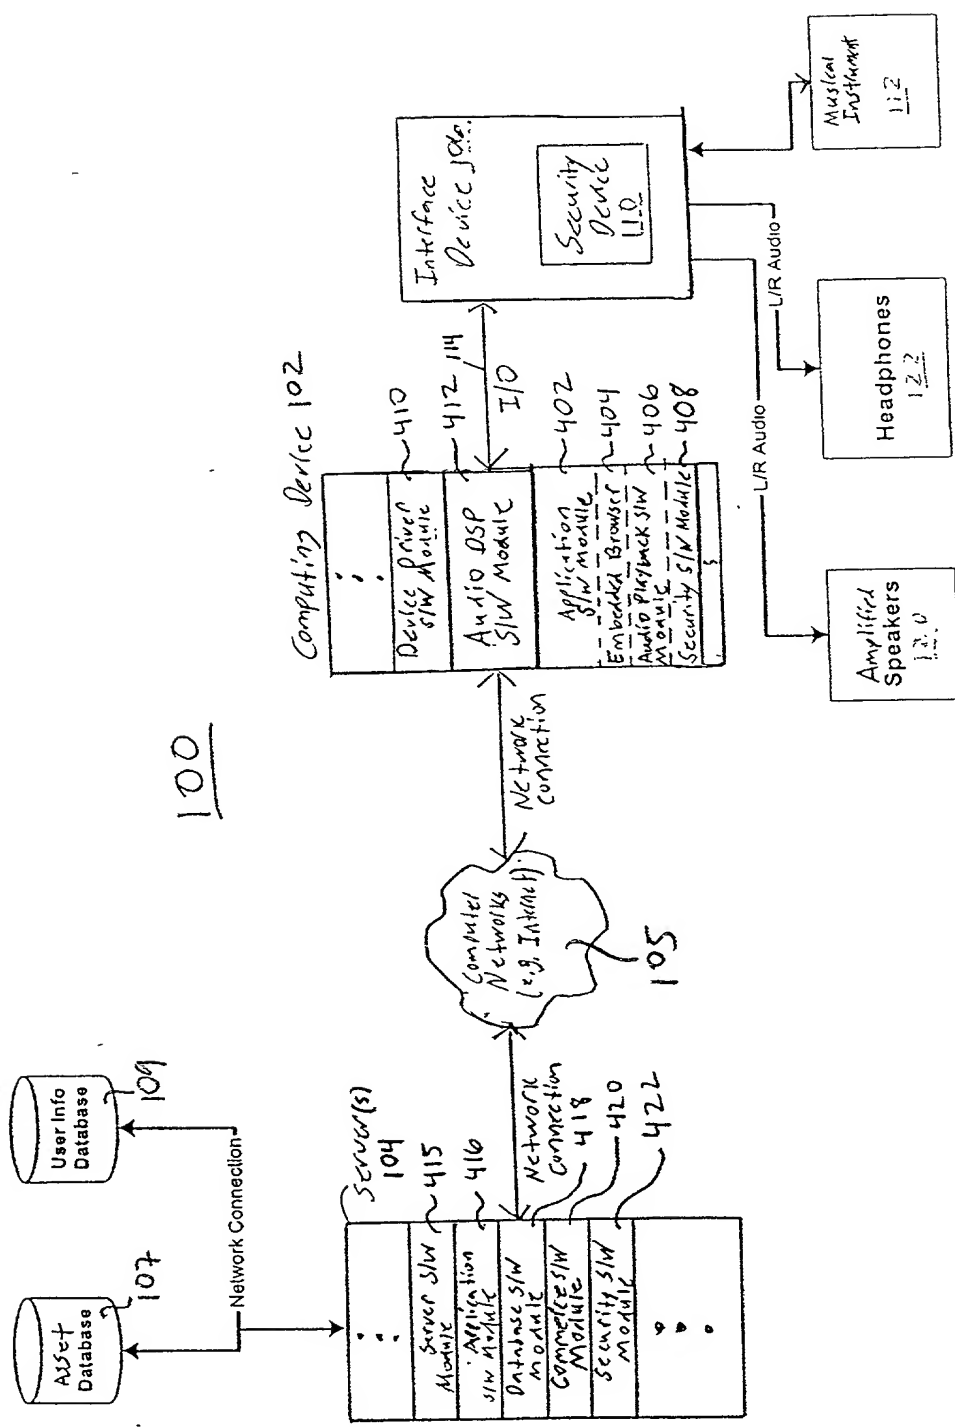 100
Asset
Database
107
User Info
Database
109
Network Connection
Server(s)
104
Server S/W
Module
415
Application
S/W Module
416
Database S/W
Module
418
Commerce S/W
Module
420
Security S/W
Module
422
Network
Connection
Computer
Networks
(e.g. Internet)
105
Network
Connection
Computing Device 102
Device Driver
S/W Module
410
Audio DSP
S/W Module
412
Application
S/W Module
402
Embedded Browser
404
Audio Playback S/W
Module
406
Security S/W Module
408
114
I/O
Interface
Device 106
Security
Device
110
L/R Audio
L/R Audio
Amplified
Speakers
120
Headphones
122
Musical
Instrument
112